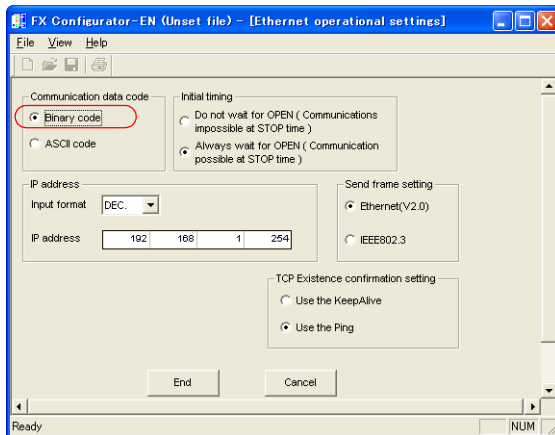 FX Configurator-EN (Unset file) - [Ethernet operational settings]
File View Help
Communication data code
Binary code
ASCII code
Initial timing
Do not wait for OPEN ( Communications
impossible at STOP time )
Always wait for OPEN ( Communication
possible at STOP time )
IP address
Input format DEC.
IP address 192 168 1 254
Send frame setting
Ethernet(V2.0)
IEEE802.3
TCP Existence confirmation setting
Use the KeepAlive
Use the Ping
End Cancel
Ready NUM